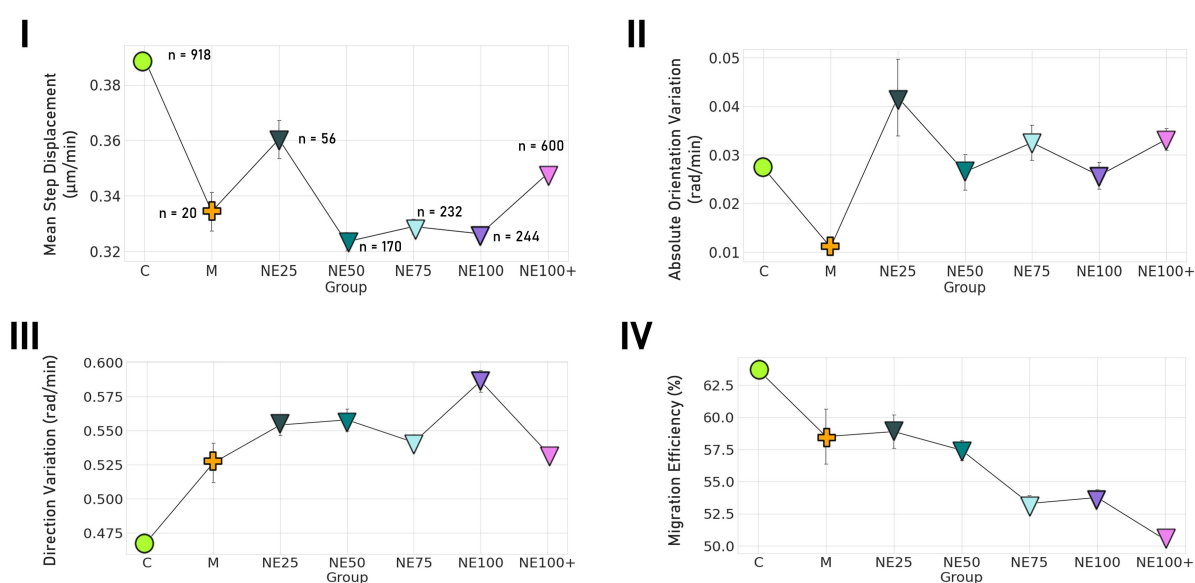 I
Mean Step Displacement
(μm/min)
0.38
0.36
0.34
0.32
n = 918
n = 20
n = 56
n = 170
n = 232
n = 244
n = 600
C M NE25 NE50 NE75 NE100 NE100+
Group
II
Absolute Orientation Variation
(rad/min)
0.05
0.04
0.03
0.02
0.01
C M NE25 NE50 NE75 NE100 NE100+
Group
III
Direction Variation (rad/min)
0.600
0.575
0.550
0.525
0.500
0.475
C M NE25 NE50 NE75 NE100 NE100+
Group
IV
Migration Efficiency (%)
62.5
60.0
57.5
55.0
52.5
50.0
C M NE25 NE50 NE75 NE100 NE100+
Group